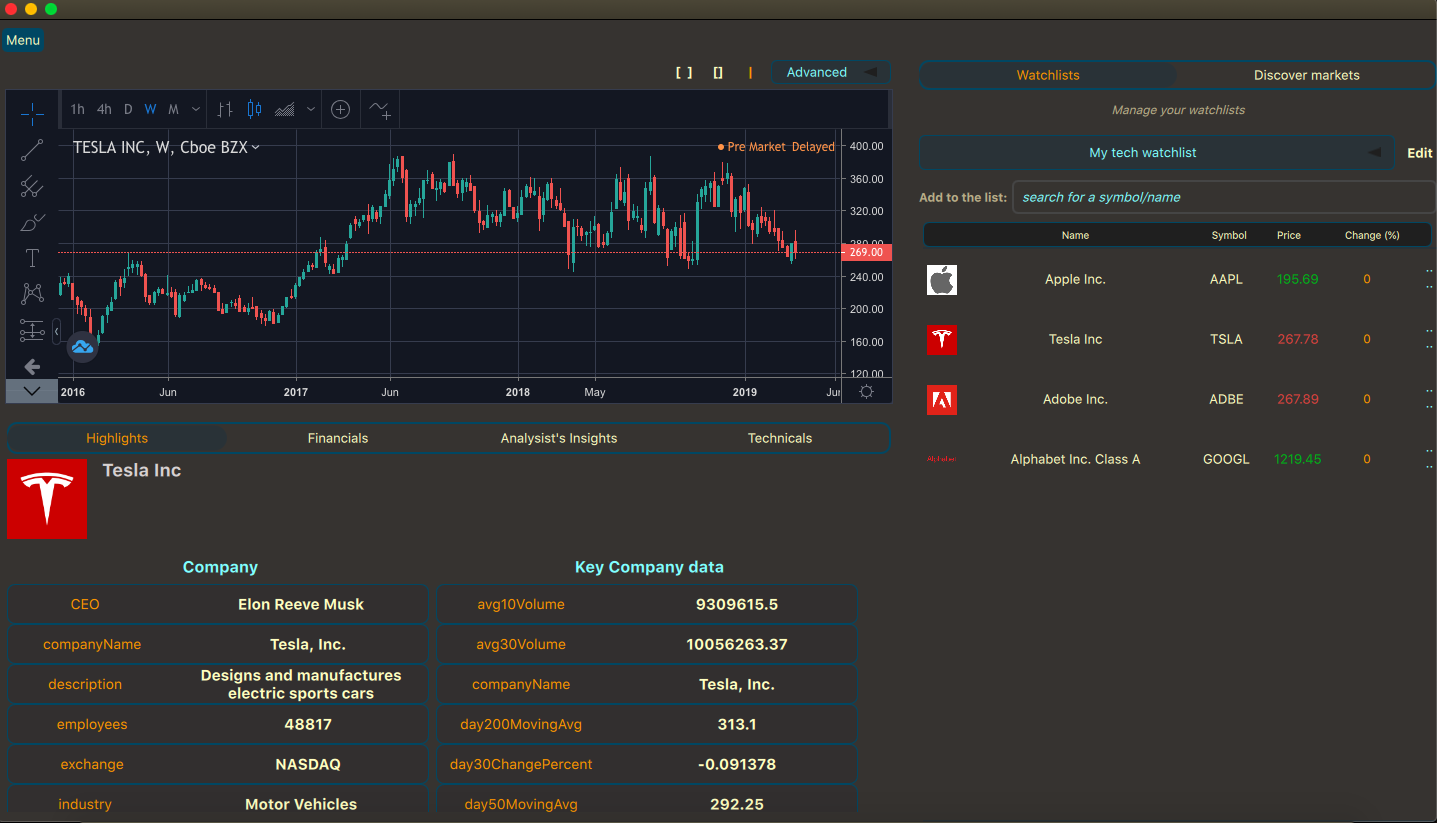 Menu
[ ] [] | Advanced
1h 4h D W M
TESLA INC, W, Cboe BZX
Pre Market Delayed
400.00
360.00
320.00
280.00
269.00
240.00
200.00
160.00
120.00
2016 Jun 2017 Jun 2018 May 2019 Jun
Highlights Financials Analysist's Insights Technicals
Tesla Inc
Company
CEO Elon Reeve Musk
companyName Tesla, Inc.
description Designs and manufactures
electric sports cars
employees 48817
exchange NASDAQ
industry Motor Vehicles
Key Company data
avg10Volume 9309615.5
avg30Volume 10056263.37
companyName Tesla, Inc.
day200MovingAvg 313.1
day30ChangePercent -0.091378
day50MovingAvg 292.25
Watchlists Discover markets
Manage your watchlists
My tech watchlist Edit
Add to the list: search for a symbol/name
Name Symbol Price Change (%)
Apple Inc. AAPL 195.69 0
Tesla Inc TSLA 267.78 0
Adobe Inc. ADBE 267.89 0
Alphabet Alphabet Inc. Class A GOOGL 1219.45 0